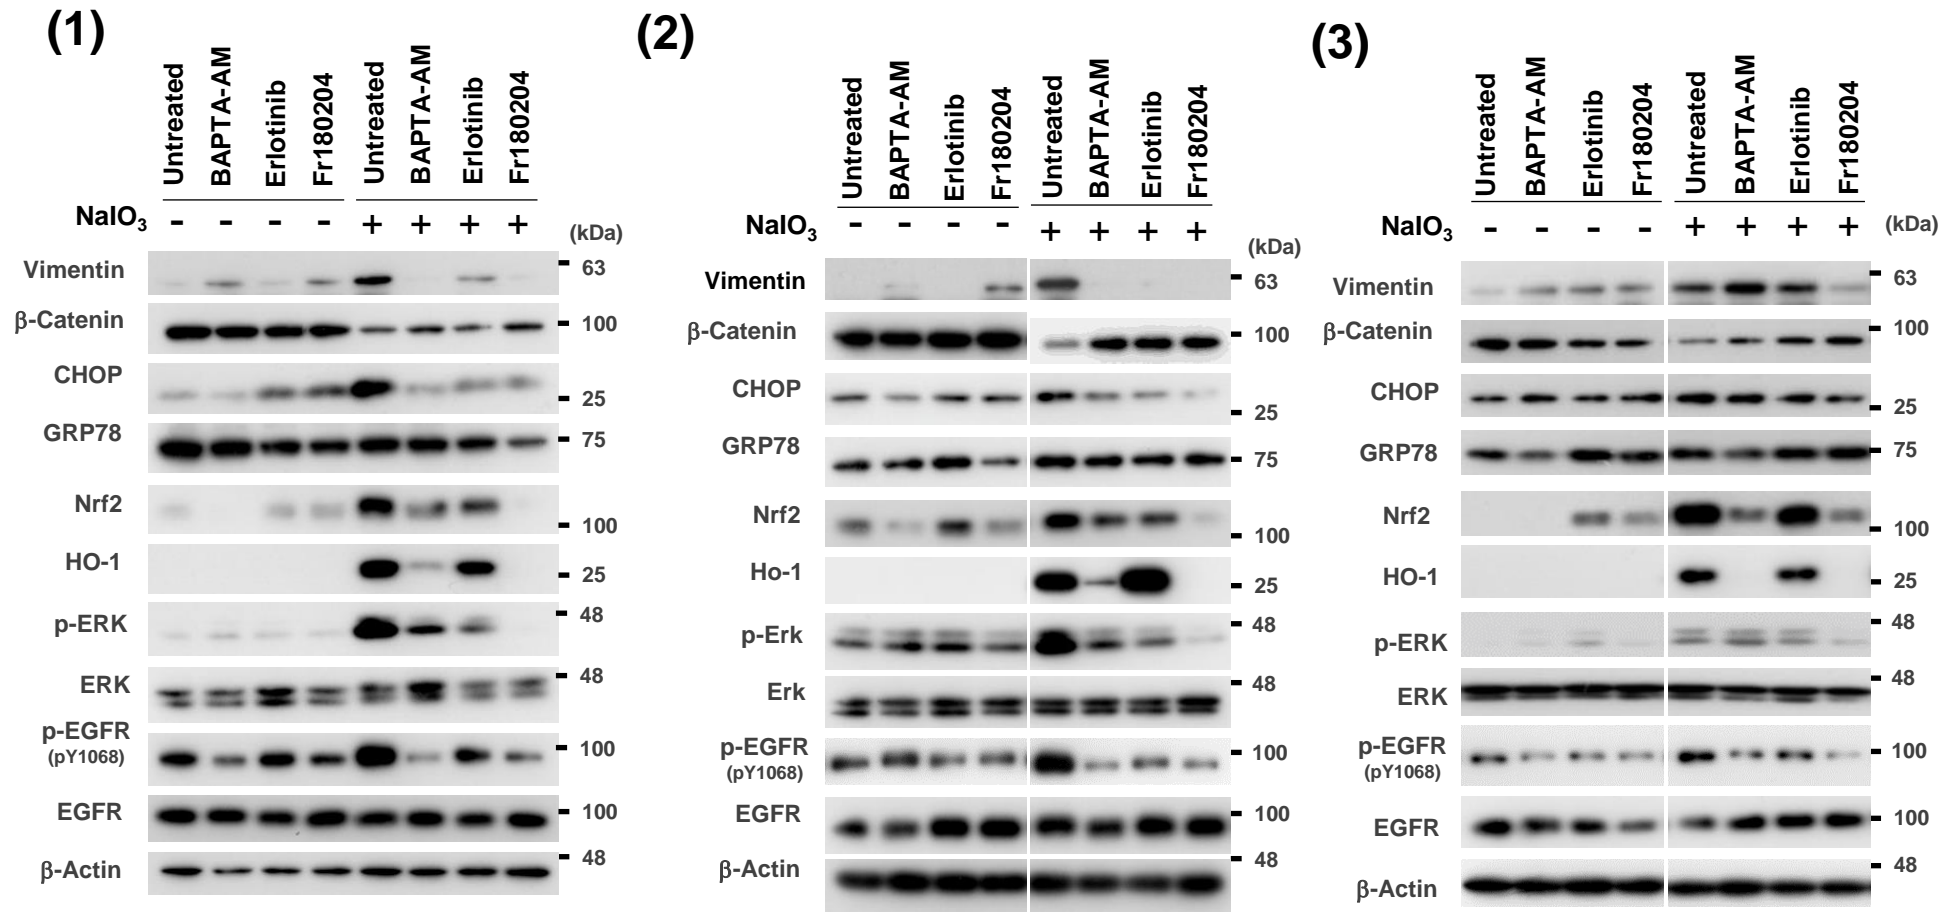 (1)
Untreated
BAPTA-AM
Erlotinib
Fr180204
Untreated
BAPTA-AM
Erlotinib
Fr180204
NaIO3 - - - - + + + +
(kDa)
Vimentin 63
β-Catenin 100
CHOP 25
GRP78 75
Nrf2 100
HO-1 25
p-ERK 48
ERK 48
p-EGFR 100
(pY1068)
EGFR 100
β-Actin 48
(2)
Untreated
BAPTA-AM
Erlotinib
Fr180204
Untreated
BAPTA-AM
Erlotinib
Fr180204
NaIO3 - - - - + + + +
(kDa)
Vimentin 63
β-Catenin 100
CHOP 25
GRP78 75
Nrf2 100
Ho-1 25
p-Erk 48
Erk 48
p-EGFR 100
(pY1068)
EGFR 100
β-Actin 48
(3)
Untreated
BAPTA-AM
Erlotinib
Fr180204
Untreated
BAPTA-AM
Erlotinib
Fr180204
NaIO3 - - - - + + + +
(kDa)
Vimentin 63
β-Catenin 100
CHOP 25
GRP78 75
Nrf2 100
HO-1 25
p-ERK 48
ERK 48
p-EGFR 100
(pY1068)
EGFR 100
β-Actin 48